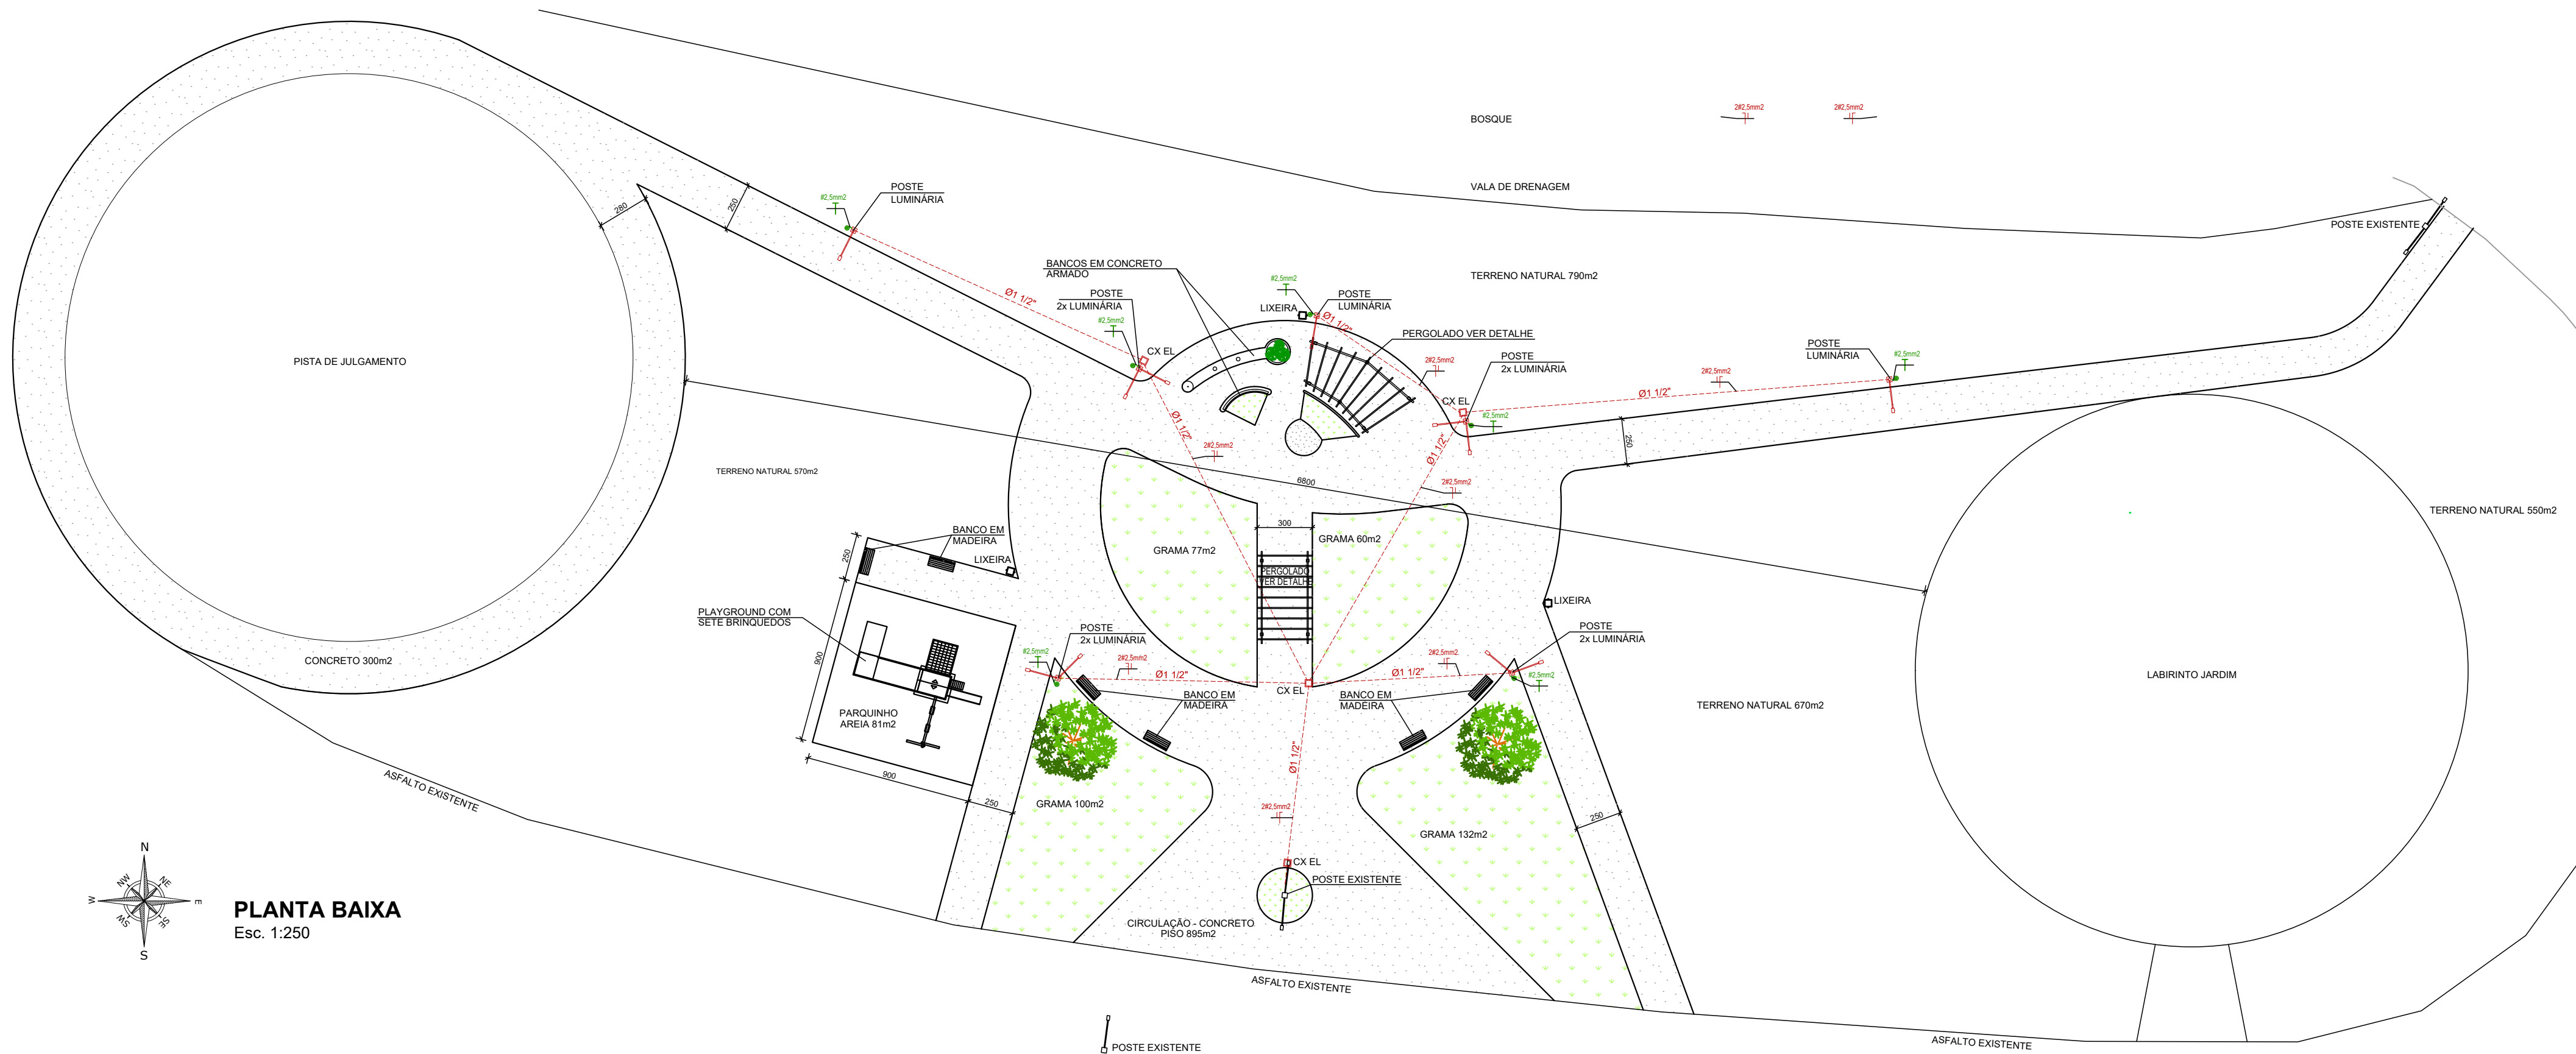 BOSQUE
2#2,5mm2
2#2,5mm2
VALA DE DRENAGEM
POSTE
LUMINÁRIA
#2,5mm2
280
250
POSTE EXISTENTE
BANCOS EM CONCRETO
ARMADO
TERRENO NATURAL 790m2
#2,5mm2
Ø1 1/2"
POSTE
2x LUMINÁRIA
#2,5mm2
LIXEIRA
POSTE
LUMINÁRIA
Ø1 1/2"
PERGOLADO VER DETALHE
CX EL
2#2,5mm2
POSTE
2x LUMINÁRIA
POSTE
LUMINÁRIA
#2,5mm2
PISTA DE JULGAMENTO
2#2,5mm2
Ø1 1/2"
CX EL
#2,5mm2
Ø1 1/2"
2#2,5mm2
Ø1 1/2"
250
TERRENO NATURAL 570m2
6800
2#2,5mm2
TERRENO NATURAL 550m2
BANCO EM
MADEIRA
250
LIXEIRA
300
GRAMA 77m2
GRAMA 60m2
PERGOLADO
VER DETALHE
PLAYGROUND COM
SETE BRINQUEDOS
LIXEIRA
POSTE
2x LUMINÁRIA
#2,5mm2
2#2,5mm2
Ø1 1/2"
2#2,5mm2
Ø1 1/2"
POSTE
2x LUMINÁRIA
#2,5mm2
CONCRETO 300m2
900
LABIRINTO JARDIM
CX EL
BANCO EM
MADEIRA
BANCO EM
MADEIRA
TERRENO NATURAL 670m2
PARQUINHO
AREIA 81m2
Ø1 1/2"
900
250
GRAMA 100m2
2#2,5mm2
250
GRAMA 132m2
ASFALTO EXISTENTE
CX EL
POSTE EXISTENTE
N
NW
NE
W
E
SW
SE
S
PLANTA BAIXA
Esc. 1:250
CIRCULAÇÃO - CONCRETO
PISO 895m2
ASFALTO EXISTENTE
ASFALTO EXISTENTE
POSTE EXISTENTE